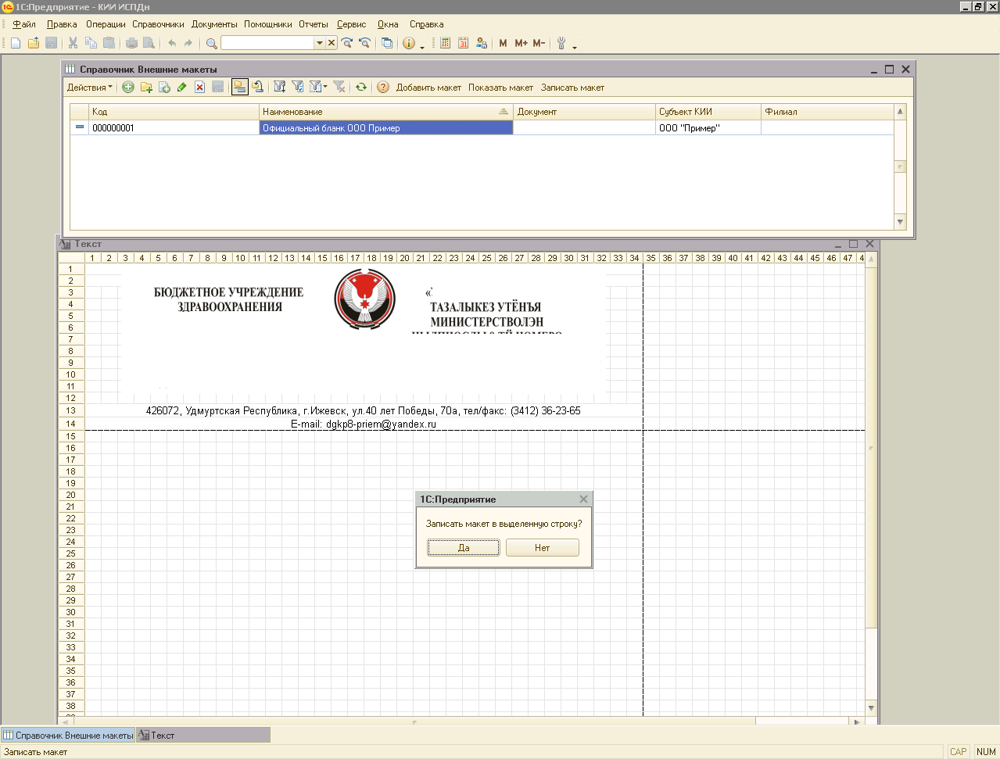 1С:Предприятие - КИИ ИСПДн
Файл Правка Операции Справочники Документы Помощники Отчеты Сервис Окна Справка
M M+ M-
Справочник Внешние макеты
Действия Добавить макет Показать макет Записать макет
Код Наименование Документ Субъект КИИ Филиал
000000001 Официальный бланк ООО Пример ООО "Пример"
Текст
1 2 3 4 5 6 7 8 9 10 11 12 13 14 15 16 17 18 19 20 21 22 23 24 25 26 27 28 29 30 31 32 33 34 35 36 37 38 39 40 41 42 43 44 45 46 47 4
1
2
3
4
5
6
7
8
9
10
11
12
13
14
15
16
17
18
19
20
21
22
23
24
25
26
27
28
29
30
31
32
33
34
35
36
37
38
БЮДЖЕТНОЕ УЧРЕЖДЕНИЕ
ЗДРАВООХРАНЕНИЯ
ТАЗАЛЫКЕЗ УТЁНЪЯ
МИНИСТЕРСТВОЛЭН
426072, Удмуртская Республика, г.Ижевск, ул.40 лет Победы, 70а, тел/факс: (3412) 36-23-65
E-mail: dgkp8-priem@yandex.ru
1С:Предприятие
Записать макет в выделенную строку?
Да Нет
Справочник Внешние макеты Текст
Записать макет CAP NUM